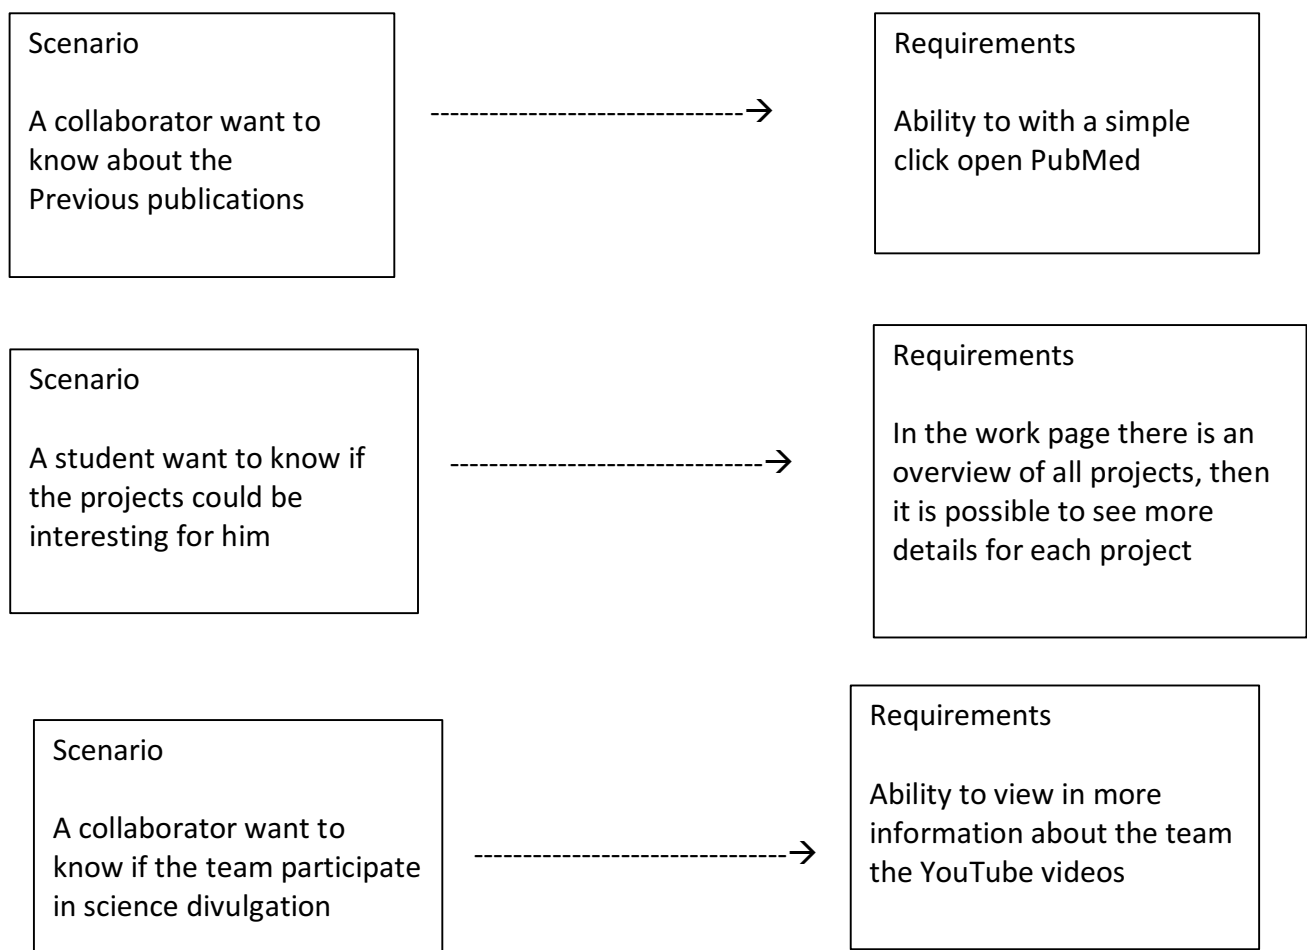 Scenario
A collaborator want to
know about the
Previous publications
--------------------------------→
Requirements
Ability to with a simple
click open PubMed
Scenario
A student want to know if
the projects could be
interesting for him
--------------------------------→
Requirements
In the work page there is an
overview of all projects, then
it is possible to see more
details for each project
Scenario
A collaborator want to
know if the team participate
in science divulgation
--------------------------------→
Requirements
Ability to view in more
information about the team
the YouTube videos